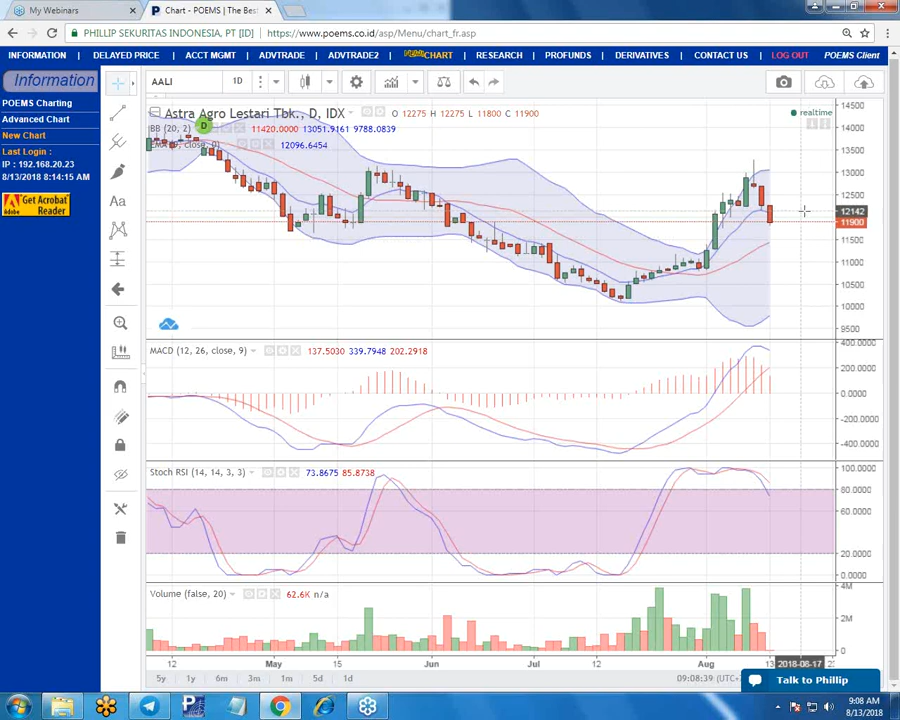 My Webinars
Chart - POEMS | The Bes
PHILLIP SEKURITAS INDONESIA, PT [ID]
https://www.poems.co.id/asp/Menu/chart_fr.asp
INFORMATION
DELAYED PRICE
ACCT MGMT
ADVTRADE
ADVTRADE2
CHART
RESEARCH
PROFUNDS
DERIVATIVES
CONTACT US
LOG OUT
POEMS Client
Information
POEMS Charting
Advanced Chart
New Chart
Last Login :
IP : 192.168.20.23
8/13/2018 8:14:15 AM
Get Acrobat
Reader
Adobe
AALI
1D
Astra Agro Lestari Tbk., D, IDX
O 12275 H 12275 L 11800 C 11900
realtime
BB (20, 2)
D
11420.0000 13051.9161 9788.0839
12096.6454
14500
14000
13500
13000
12500
12142
11900
11500
11000
10500
10000
9500
MACD (12, 26, close, 9)
137.5030 339.7948 202.2918
400.0000
200.0000
0.0000
-200.0000
-400.0000
Stoch RSI (14, 14, 3, 3)
73.8675 85.8738
100.0000
80.0000
60.0000
20.0000
0.0000
Volume (false, 20)
62.6K n/a
4M
2M
0
12
May
15
Jun
Jul
12
Aug
13
2018-08-17
5y
1y
6m
3m
1m
5d
1d
09:08:39 (UTC+
Talk to Phillip
Aa
9:08 AM
8/13/2018